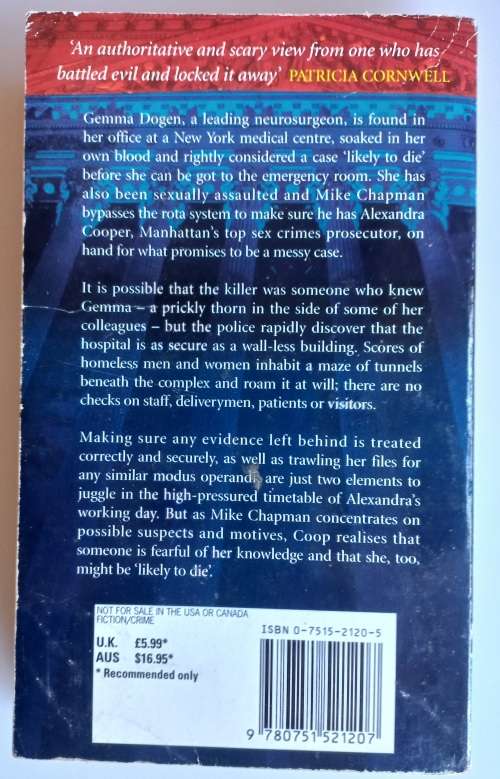 'An authoritative and scary view from one who has
battled evil and locked it away' PATRICIA CORNWELL
Gemma Dogen, a leading neurosurgeon, is found in
her office at a New York medical centre, soaked in her
own blood and rightly considered a case 'likely to die'
before she can be got to the emergency room. She has
also been sexually assaulted and Mike Chapman
bypasses the rota system to make sure he has Alexandra
Cooper, Manhattan's top sex crimes prosecutor, on
hand for what promises to be a messy case.
It is possible that the killer was someone who knew
Gemma – a prickly thorn in the side of some of her
colleagues – but the police rapidly discover that the
hospital is as secure as a wall-less building. Scores of
homeless men and women inhabit a maze of tunnels
beneath the complex and roam it at will; there are no
checks on staff, deliverymen, patients or visitors.
Making sure any evidence left behind is treated
correctly and securely, as well as trawling her files for
any similar modus operandi, are just two elements to
juggle in the high-pressured timetable of Alexandra's
working day. But as Mike Chapman concentrates on
possible suspects and motives, Coop realises that
someone is fearful of her knowledge and that she, too,
might be 'likely to die'.
NOT FOR SALE IN THE USA OR CANADA
FICTION/CRIME
U.K. £5.99*
AUS $16.95*
* Recommended only
ISBN 0-7515-2120-5
9 780751 521207